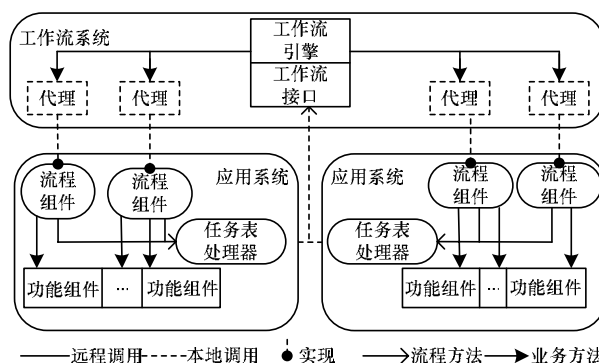 工作流系统
工作流
引擎
工作流
接口
代理
代理
代理
代理
流程
组件
流程
组件
应用系统
任务表
处理器
功能组件
...
功能组件
应用系统
流程
组件
流程
组件
任务表
处理器
功能组件
...
功能组件
远程调用
本地调用
实现
流程方法
业务方法